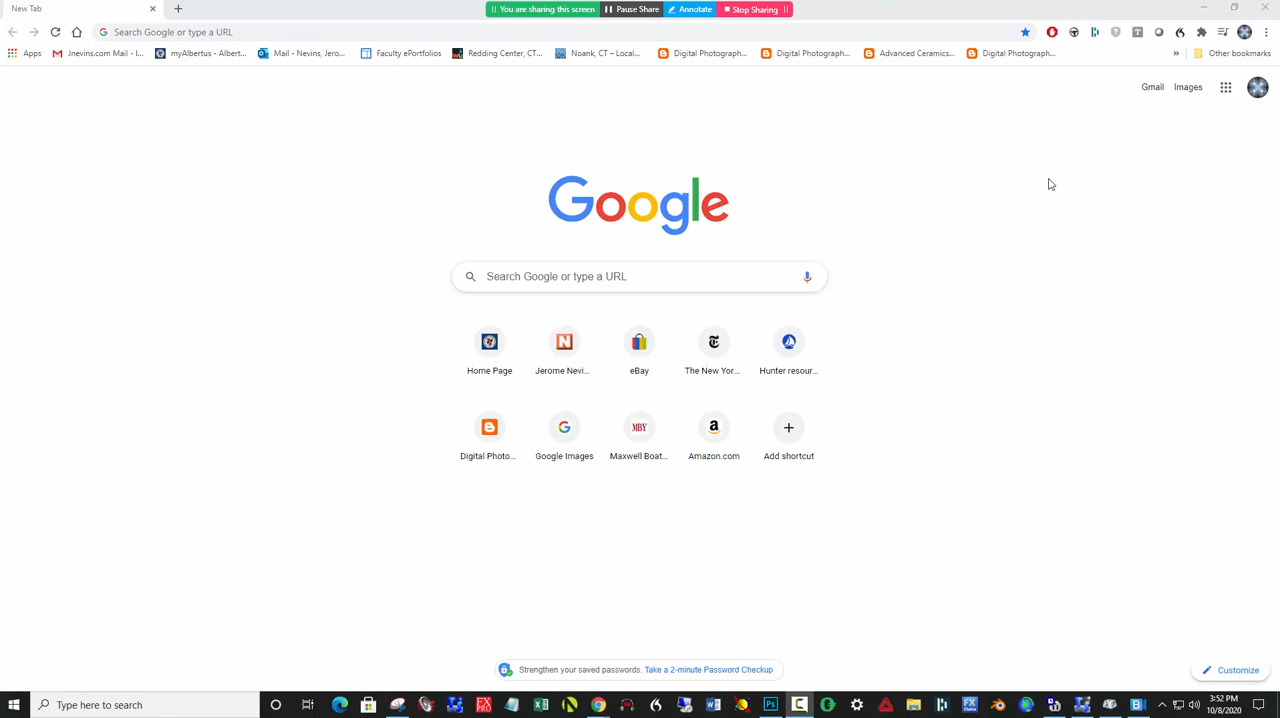 New Tab
You are sharing this screen
Pause Share
Annotate
Stop Sharing
Search Google or type a URL
Apps
Jnevins.com Mail - I...
myAlbertus - Albert...
Mail - Nevins, Jero...
Faculty ePortfolios
Redding Center, CT...
Noank, CT – Local...
Digital Photograph...
Digital Photograph...
Advanced Ceramics...
Digital Photograph...
»
Other bookmarks
Gmail
Images
Google
Search Google or type a URL
Home Page
Jerome Nevi...
eBay
The New Yor...
Hunter resour...
Digital Photo...
Google Images
Maxwell Boat...
Amazon.com
Add shortcut
Strengthen your saved passwords. Take a 2-minute Password Checkup
Customize
Type here to search
3:52 PM
10/8/2020